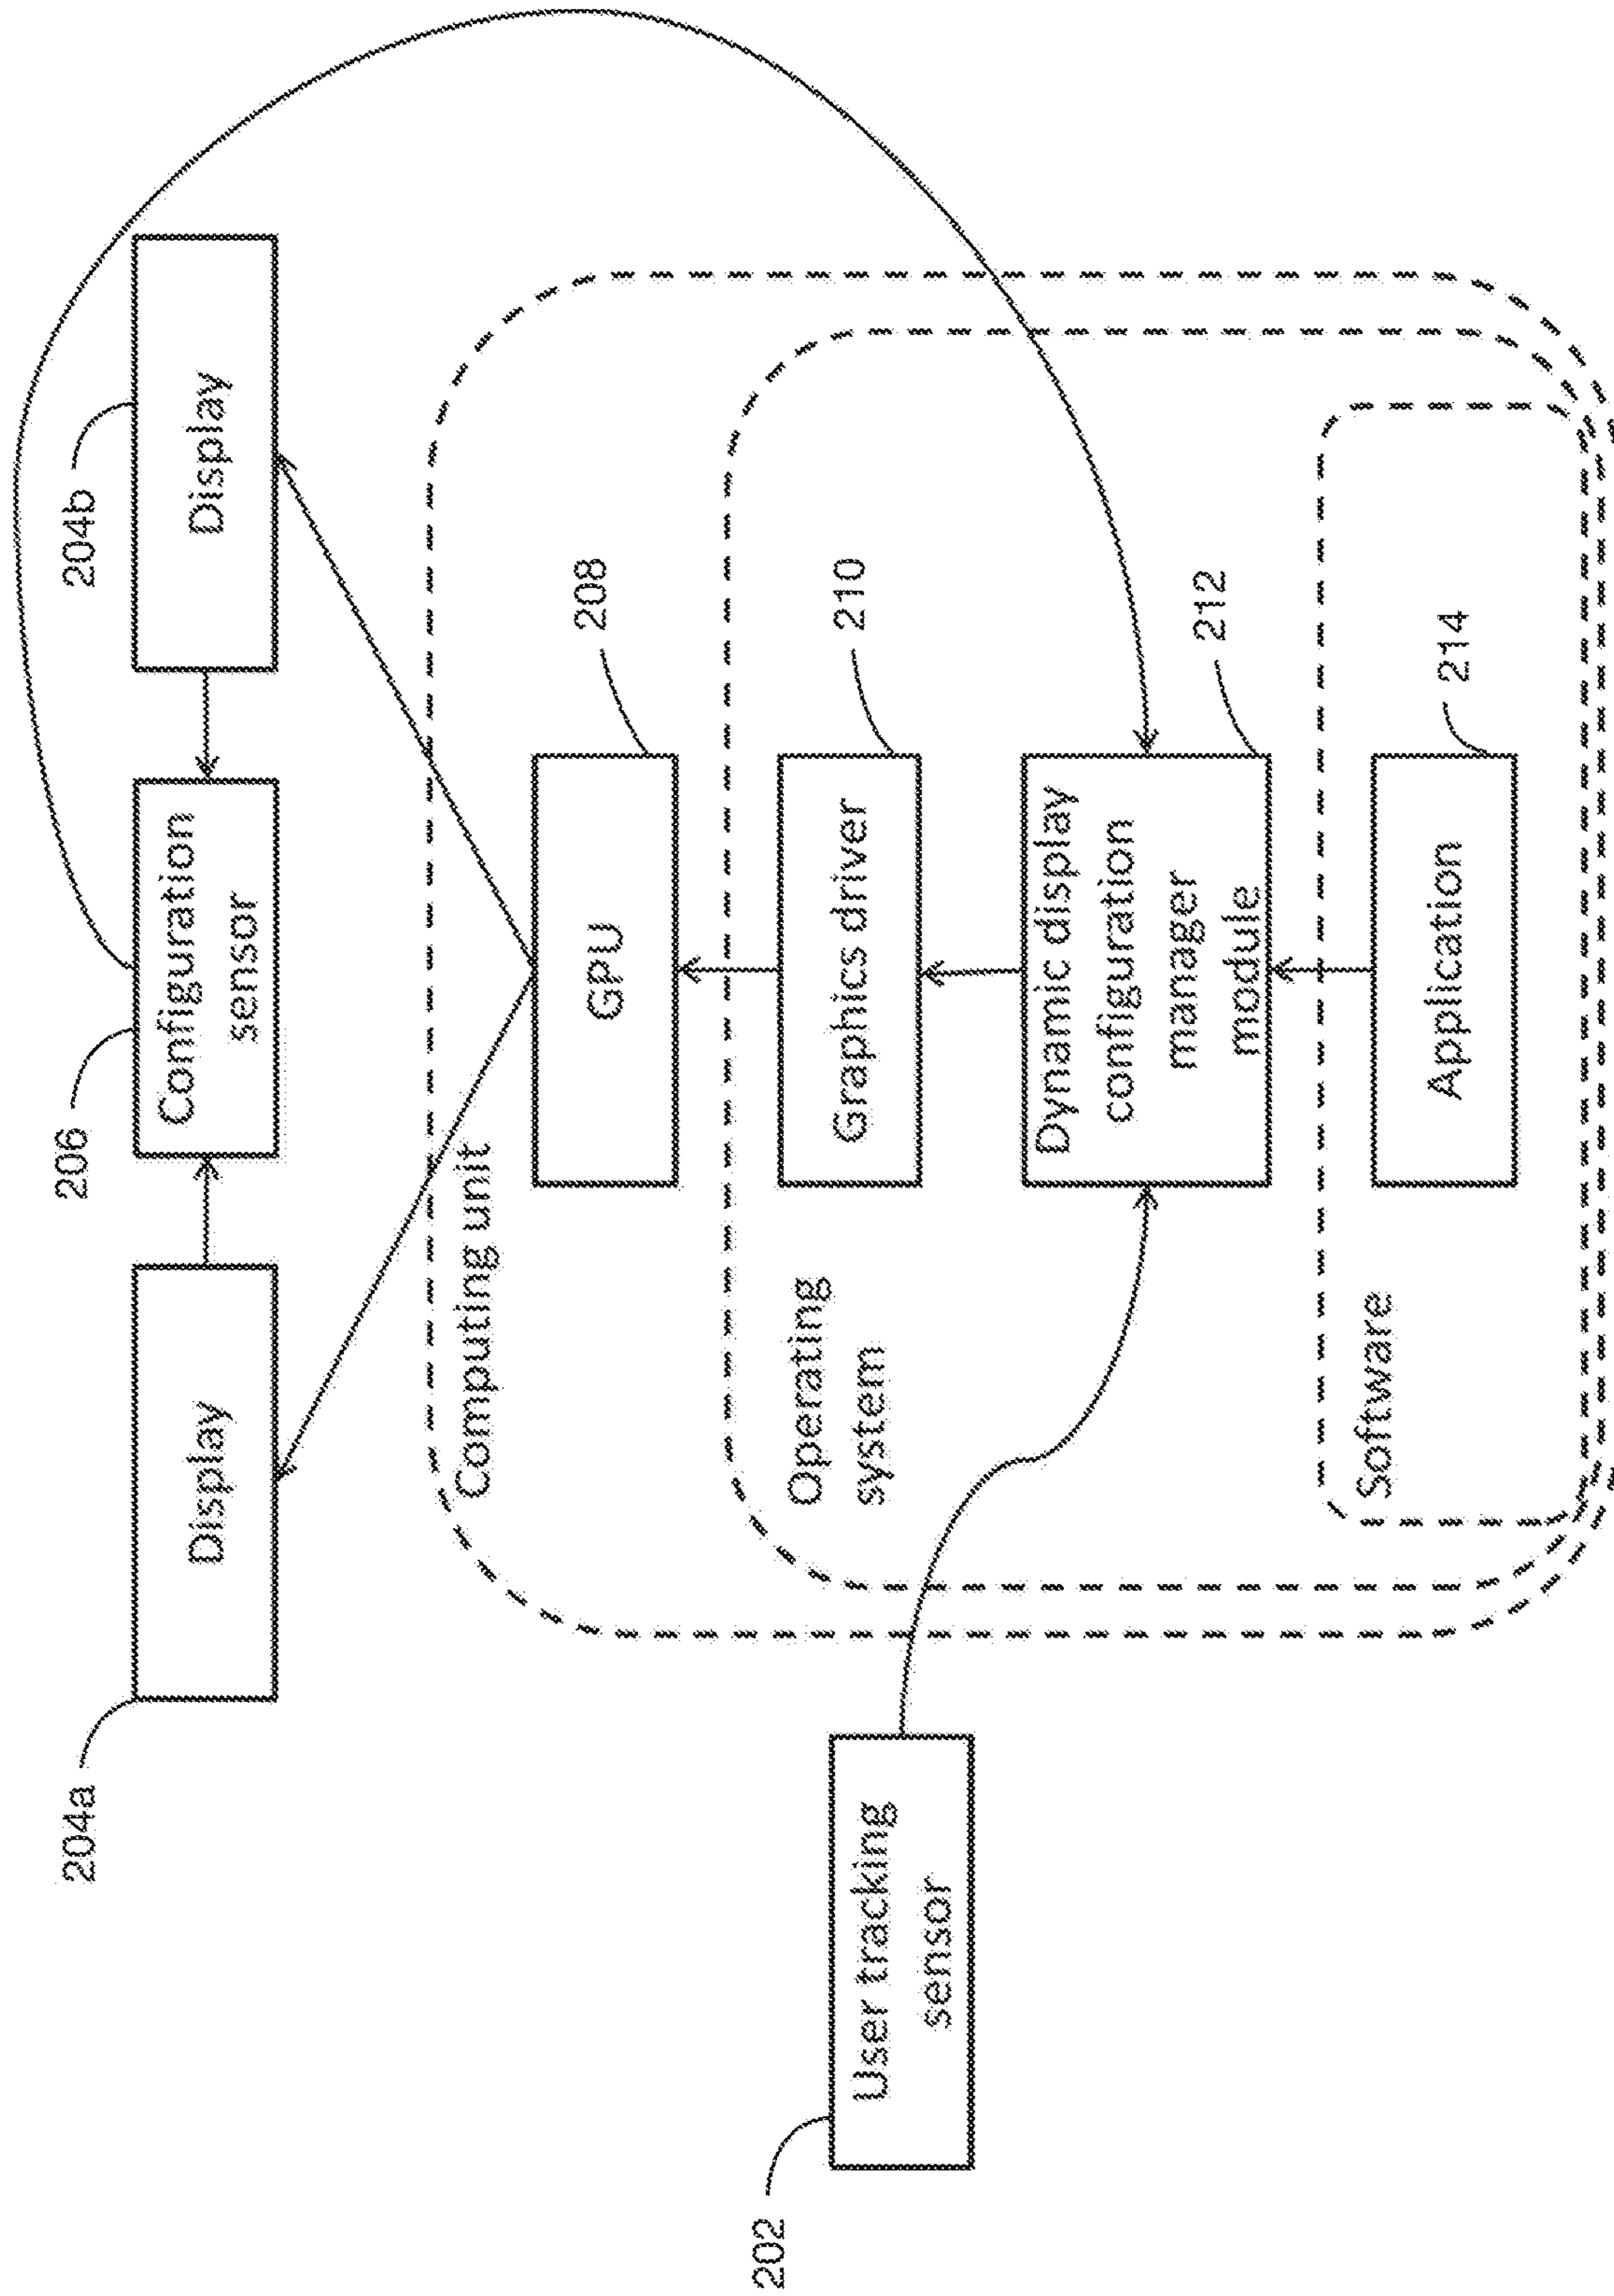 204a
206
204b
Display
Configuration
sensor
Display
Computing unit
GPU
208
Operating
system
Graphics driver
210
202
User tracking
sensor
Dynamic display
configuration
manager
module
212
Software
Application
214